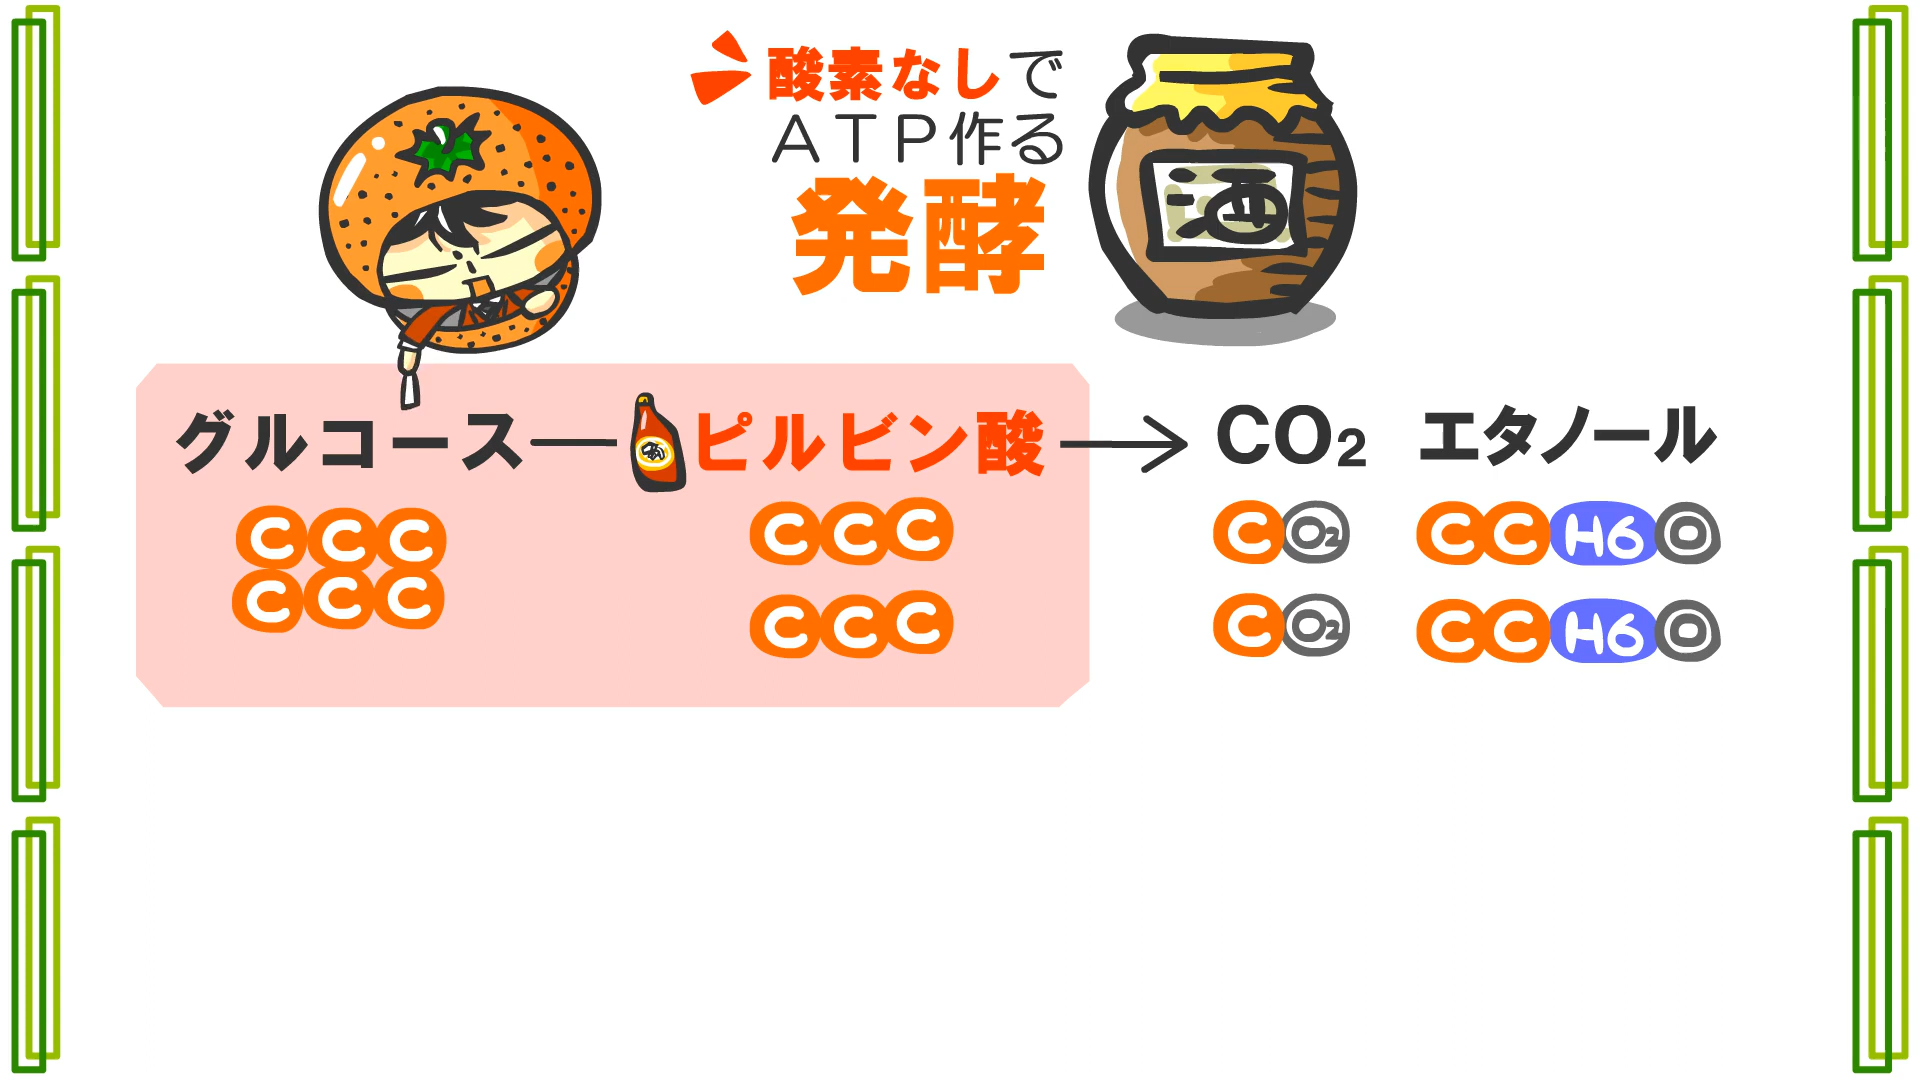 酸素なしで
ATP作る
発酵
酒
グルコース ピルビン酸 CO₂ エタノール
CCC CCC CO₂ CCH6O
CCC CCC CO₂ CCH6O